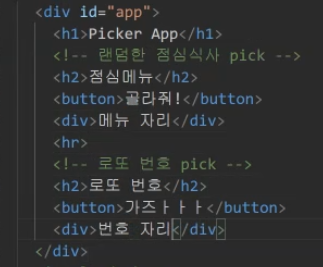 <div id="app">
<h1>Picker App</h1>
<!-- 랜덤한 점심식사 pick -->
<h2>점심메뉴</h2>
<button>골라줘!</button>
<div>메뉴 자리</div>
<hr>
<!-- 로또 번호 pick -->
<h2>로또 번호</h2>
<button>가즈ㅏㅏㅏ</button>
<div>번호 자리</div>
</div>